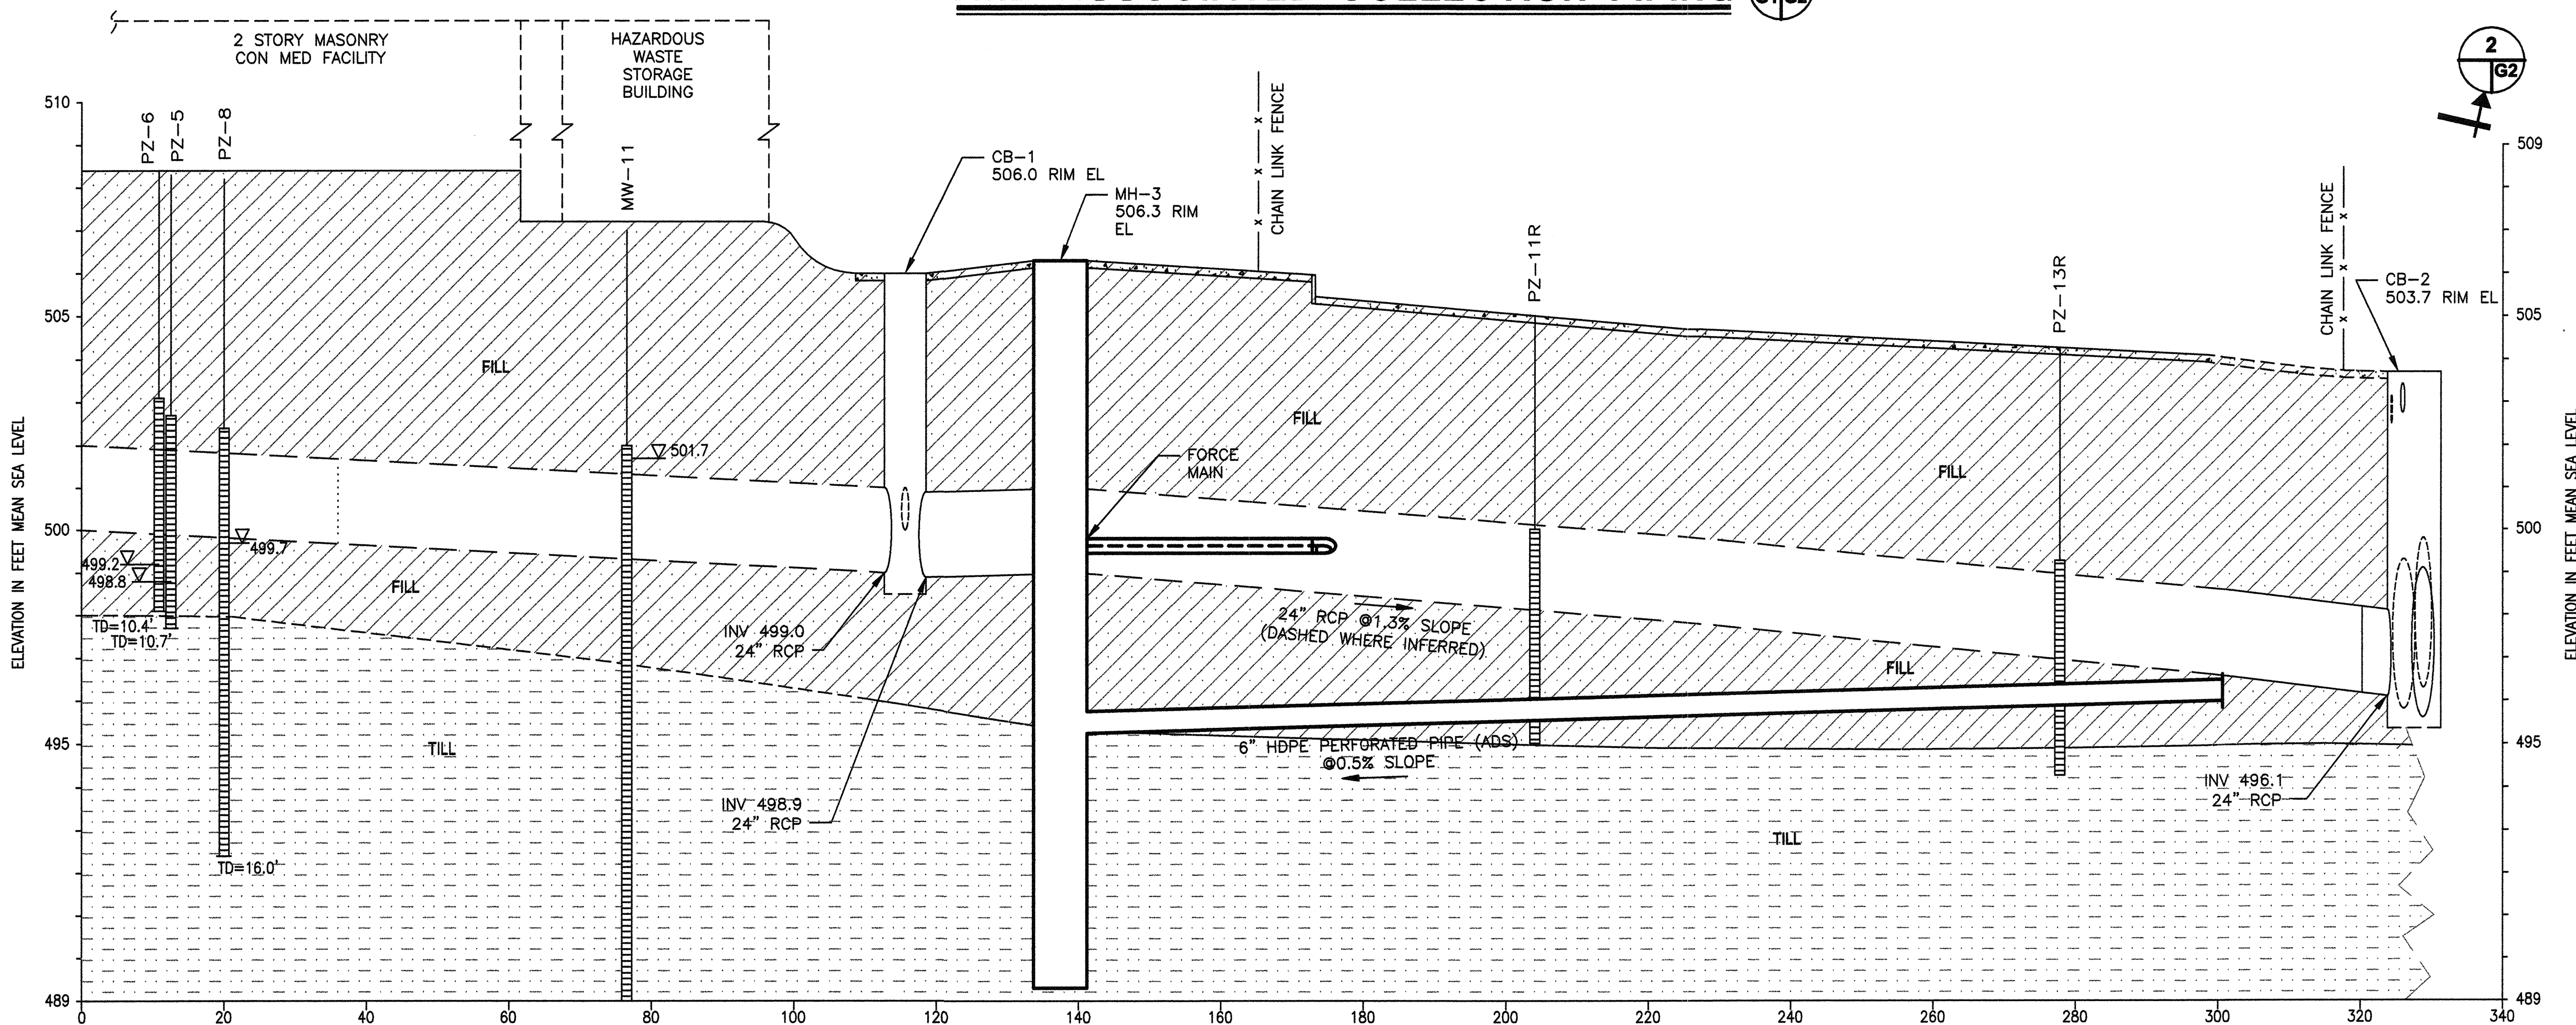 2 STORY MASONRY
CON MED FACILITY
HAZARDOUS
WASTE
STORAGE
BUILDING
2
G2
510
505
500
495
489
ELEVATION IN FEET MEAN SEA LEVEL
PZ-6
PZ-5
PZ-8
MW-11
CB-1
506.0 RIM EL
MH-3
506.3 RIM
EL
CHAIN LINK FENCE
x
x
x
PZ-11R
PZ-13R
CHAIN LINK FENCE
x
x
x
CB-2
503.7 RIM EL
509
505
500
495
489
ELEVATION IN FEET MEAN SEA LEVEL
FILL
FILL
FILL
501.7
FORCE
MAIN
499.7
499.2
498.8
FILL
TD=10.4'
TD=10.7'
INV 499.0
24" RCP
24" RCP @1.3% SLOPE
(DASHED WHERE INFERRED)
FILL
TILL
6" HDPE PERFORATED PIPE (ADS)
@0.5% SLOPE
INV 498.9
24" RCP
INV 496.1
24" RCP
TILL
TD=16.0'
0 20 40 60 80 100 120 140 160 180 200 220 240 260 280 300 320 340